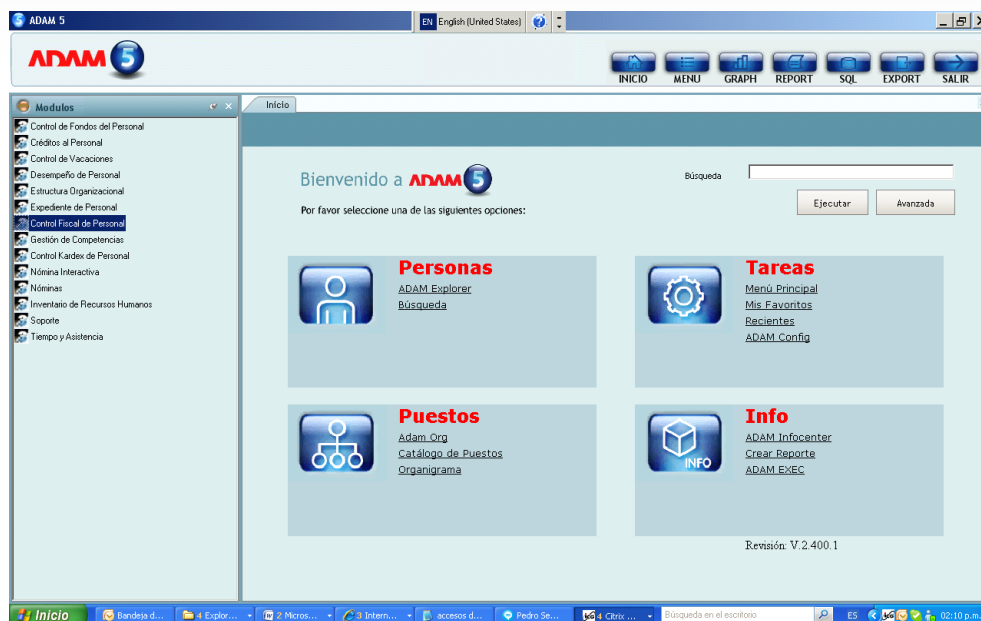 ADAM 5
EN English (United States)
ADAM 5
INICIO MENU GRAPH REPORT SQL EXPORT SALIR
Modulos
Inicio
Control de Fondos del Personal
Créditos al Personal
Control de Vacaciones
Desempeño de Personal
Estructura Organizacional
Expediente de Personal
Control Fiscal de Personal
Gestión de Competencias
Control Kardex de Personal
Nómina Interactiva
Nóminas
Inventario de Recursos Humanos
Soporte
Tiempo y Asistencia
Bienvenido a ADAM 5
Por favor seleccione una de las siguientes opciones:
Búsqueda
Ejecutar Avanzada
Personas
ADAM Explorer
Búsqueda
Tareas
Menú Principal
Mis Favoritos
Recientes
ADAM Config
Puestos
Adam Org
Catálogo de Puestos
Organigrama
INFO
Info
ADAM Infocenter
Crear Reporte
ADAM EXEC
Revisión: V.2.400.1
Inicio Bandeja d... 4 Explor... 2 Micros... 3 Intern... accesos d... Pedro Se... 4 Citrix ... Búsqueda en el escritorio ES 02:10 p.m.